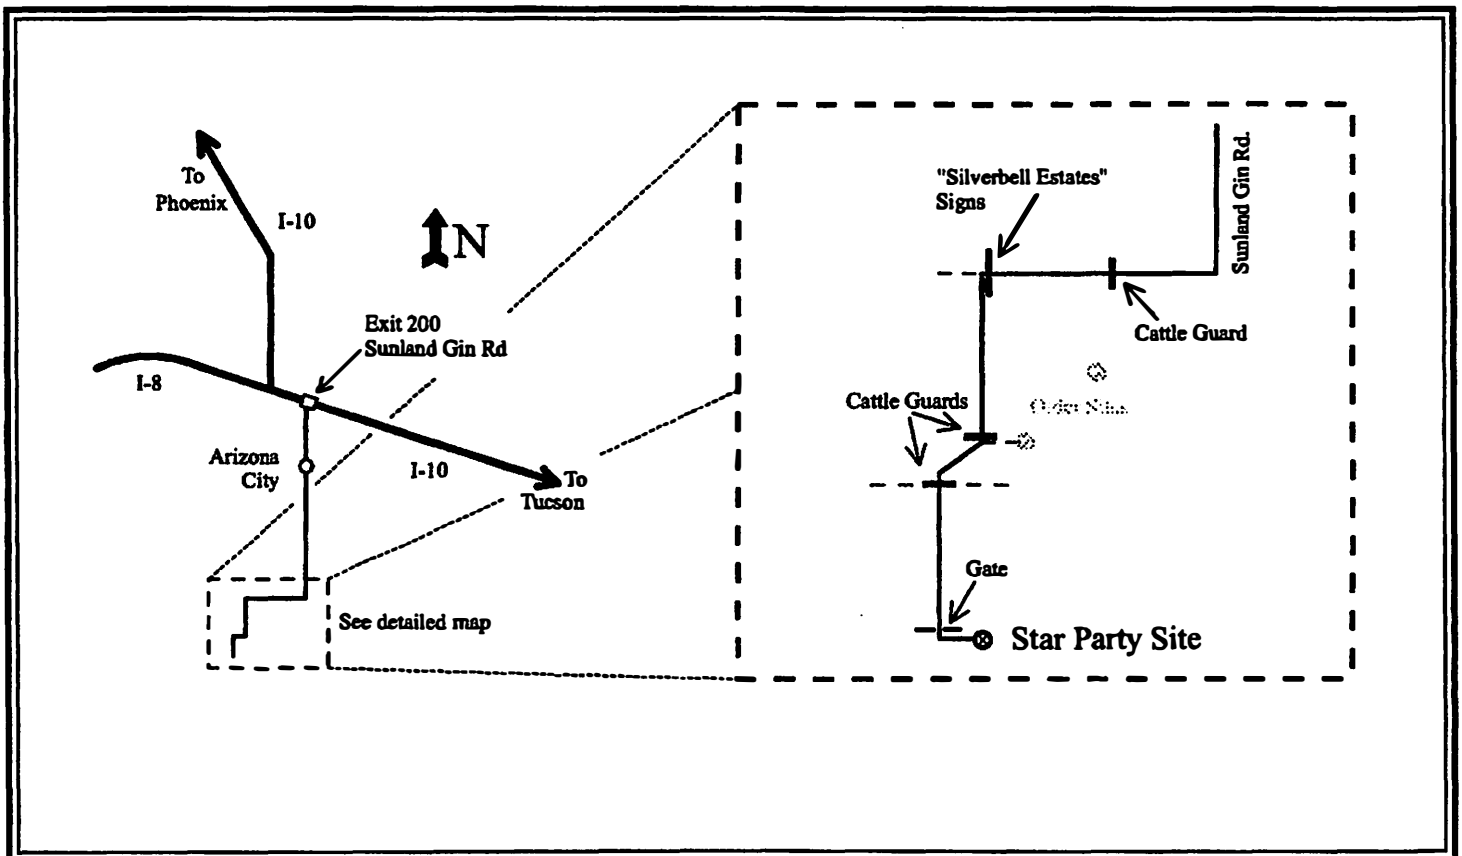 To
Phoenix
I-10
N
Exit 200
Sunland Gin Rd
I-8
Arizona
City
I-10
To
Tucson
See detailed map
"Silverbell Estates"
Signs
Sunland Gin Rd.
Cattle Guard
Cattle Guards
Gate
Star Party Site